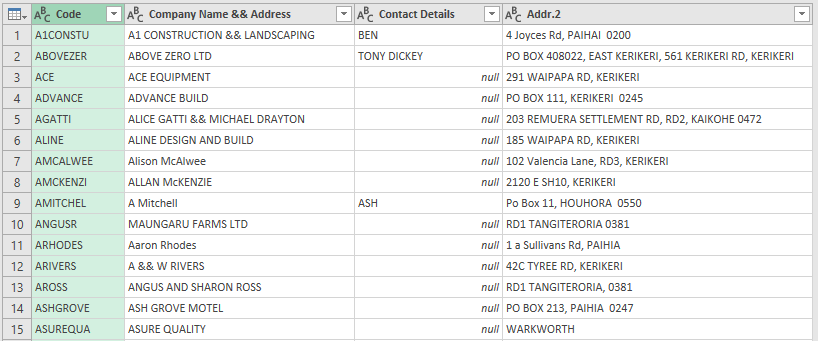 Code Company Name && Address Contact Details Addr.2
1 A1CONSTU A1 CONSTRUCTION && LANDSCAPING BEN 4 Joyces Rd, PAIHAI 0200
2 ABOVEZER ABOVE ZERO LTD TONY DICKEY PO BOX 408022, EAST KERIKERI, 561 KERIKERI RD, KERIKERI
3 ACE ACE EQUIPMENT null 291 WAIPAPA RD, KERIKERI
4 ADVANCE ADVANCE BUILD null PO BOX 111, KERIKERI 0245
5 AGATTI ALICE GATTI && MICHAEL DRAYTON null 203 REMUERA SETTLEMENT RD, RD2, KAIKOHE 0472
6 ALINE ALINE DESIGN AND BUILD null 185 WAIPAPA RD, KERIKERI
7 AMCALWEE Alison McAlwee null 102 Valencia Lane, RD3, KERIKERI
8 AMCKENZI ALLAN McKENZIE null 2120 E SH10, KERIKERI
9 AMITCHEL A Mitchell ASH Po Box 11, HOUHORA 0550
10 ANGUSR MAUNGARU FARMS LTD null RD1 TANGITERORIA 0381
11 ARHODES Aaron Rhodes null 1 a Sullivans Rd, PAIHIA
12 ARIVERS A && W RIVERS null 42C TYREE RD, KERIKERI
13 AROSS ANGUS AND SHARON ROSS null RD1 TANGITERORIA, 0381
14 ASHGROVE ASH GROVE MOTEL null PO BOX 213, PAIHIA 0247
15 ASUREQUA ASURE QUALITY null WARKWORTH